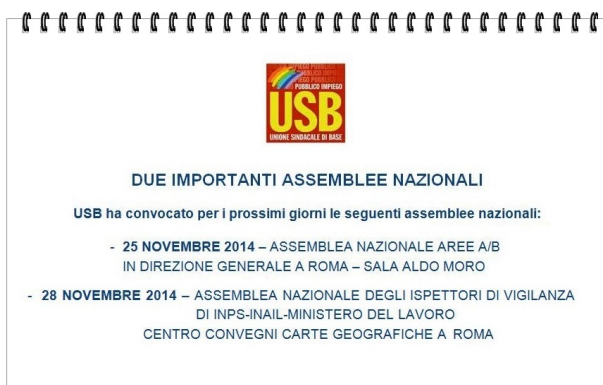 PUBBLICO IMPIEGO
USB
UNIONE SINDACALE DI BASE
DUE IMPORTANTI ASSEMBLEE NAZIONALI
USB ha convocato per i prossimi giorni le seguenti assemblee nazionali:
- 25 NOVEMBRE 2014 – ASSEMBLEA NAZIONALE AREE A/B
IN DIREZIONE GENERALE A ROMA – SALA ALDO MORO
- 28 NOVEMBRE 2014 – ASSEMBLEA NAZIONALE DEGLI ISPETTORI DI VIGILANZA
DI INPS-INAIL-MINISTERO DEL LAVORO
CENTRO CONVEGNI CARTE GEOGRAFICHE A ROMA